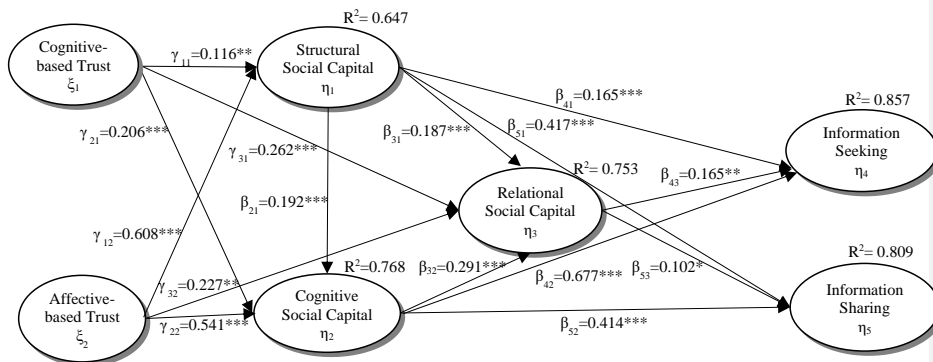 R²= 0.647
Cognitive-
based Trust
ξ₁
γ₁₁=0.116**
Structural
Social Capital
η₁
β₄₁=0.165***
R²= 0.857
β₅₁=0.417***
β₃₁=0.187***
γ₂₁=0.206***
γ₃₁=0.262***
Information
Seeking
η₄
R²= 0.753
β₄₃=0.165**
Relational
Social Capital
η₃
β₂₁=0.192***
γ₁₂=0.608***
R²=0.768
β₃₂=0.291***
β₄₂=0.677***
β₅₃=0.102*
R²= 0.809
γ₃₂=0.227**
Affective-
based Trust
ξ₂
γ₂₂=0.541***
Cognitive
Social Capital
η₂
β₅₂=0.414***
Information
Sharing
η₅